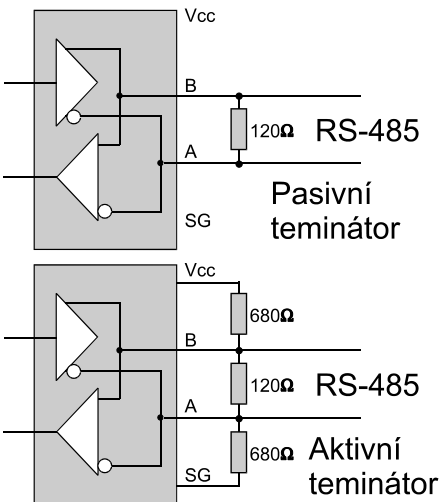 Vcc
B
120Ω
RS-485
A
Pasivní
teminátor
SG
Vcc
680Ω
B
120Ω
RS-485
A
680Ω
Aktivní
teminátor
SG